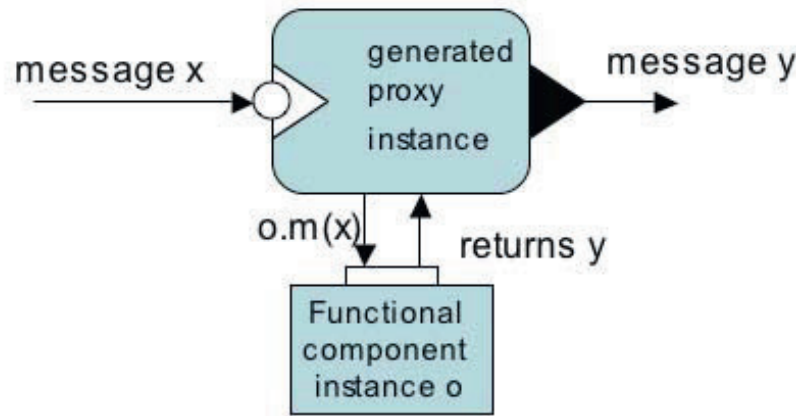 message x
generated
proxy
instance
message y
o.m(x)
returns y
Functional
component
instance o